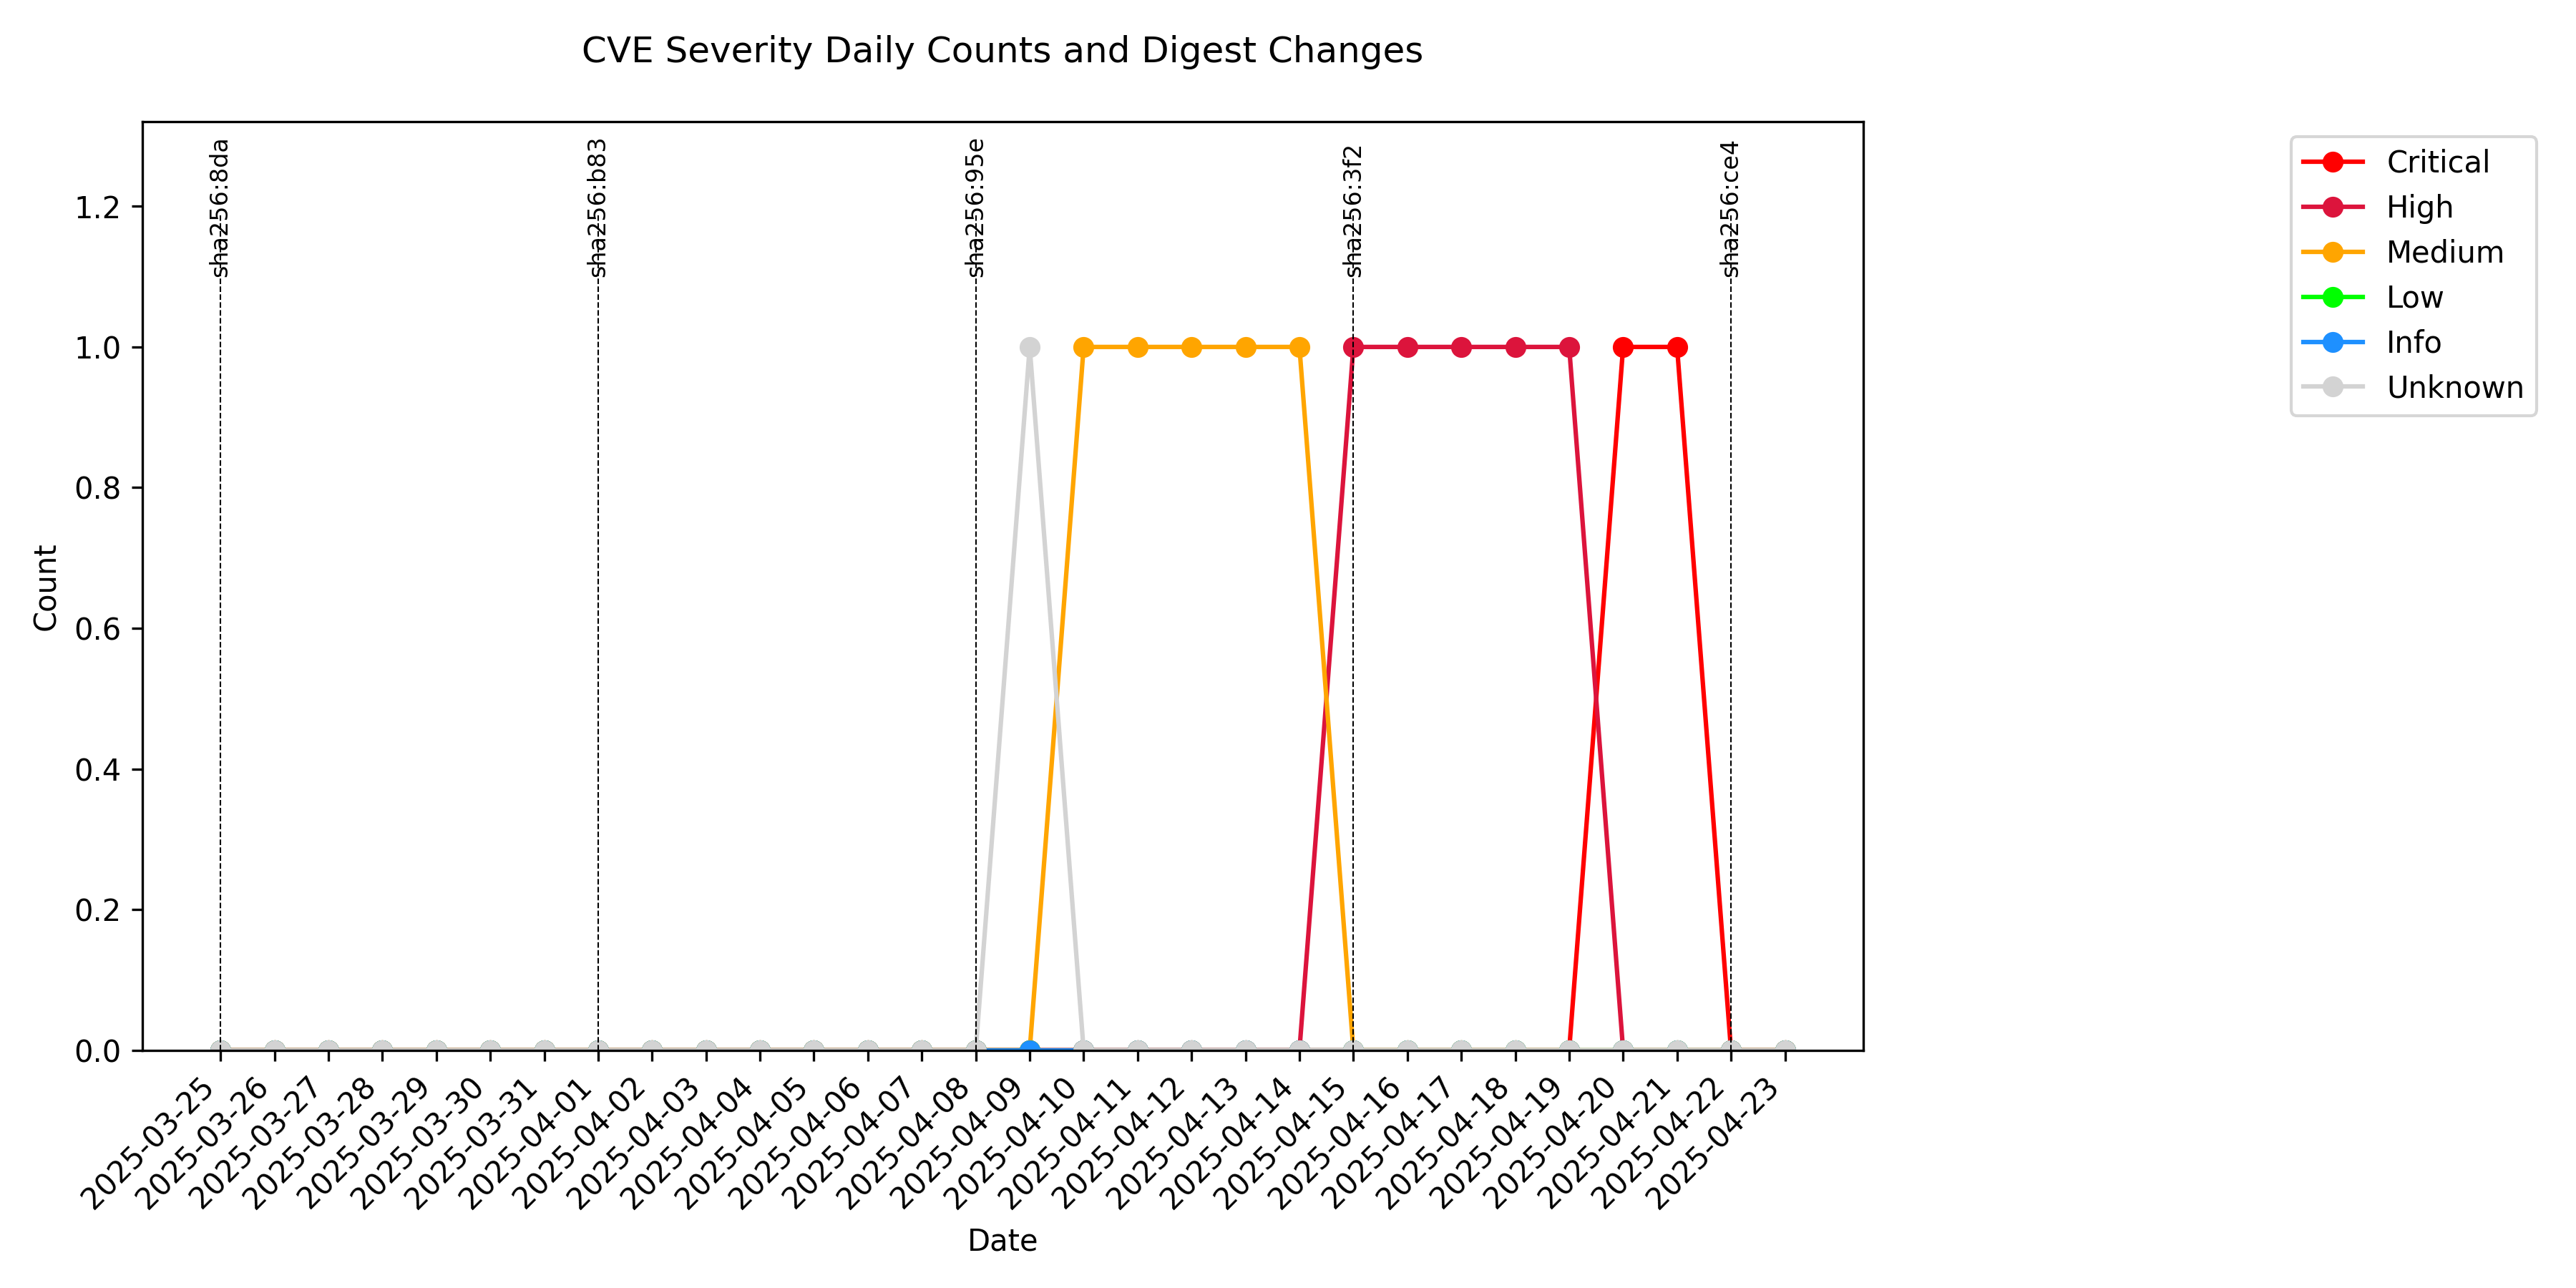 CVE Severity Daily Counts and Digest Changes
sha256:8da
sha256:b83
sha256:95e
sha256:3f2
sha256:ce4
Critical
High
Medium
Low
Info
Unknown
1.2
1.0
0.8
0.6
0.4
0.2
0.0
Count
2025-03-25
2025-03-26
2025-03-27
2025-03-28
2025-03-29
2025-03-30
2025-03-31
2025-04-01
2025-04-02
2025-04-03
2025-04-04
2025-04-05
2025-04-06
2025-04-07
2025-04-08
2025-04-09
2025-04-10
2025-04-11
2025-04-12
2025-04-13
2025-04-14
2025-04-15
2025-04-16
2025-04-17
2025-04-18
2025-04-19
2025-04-20
2025-04-21
2025-04-22
2025-04-23
Date